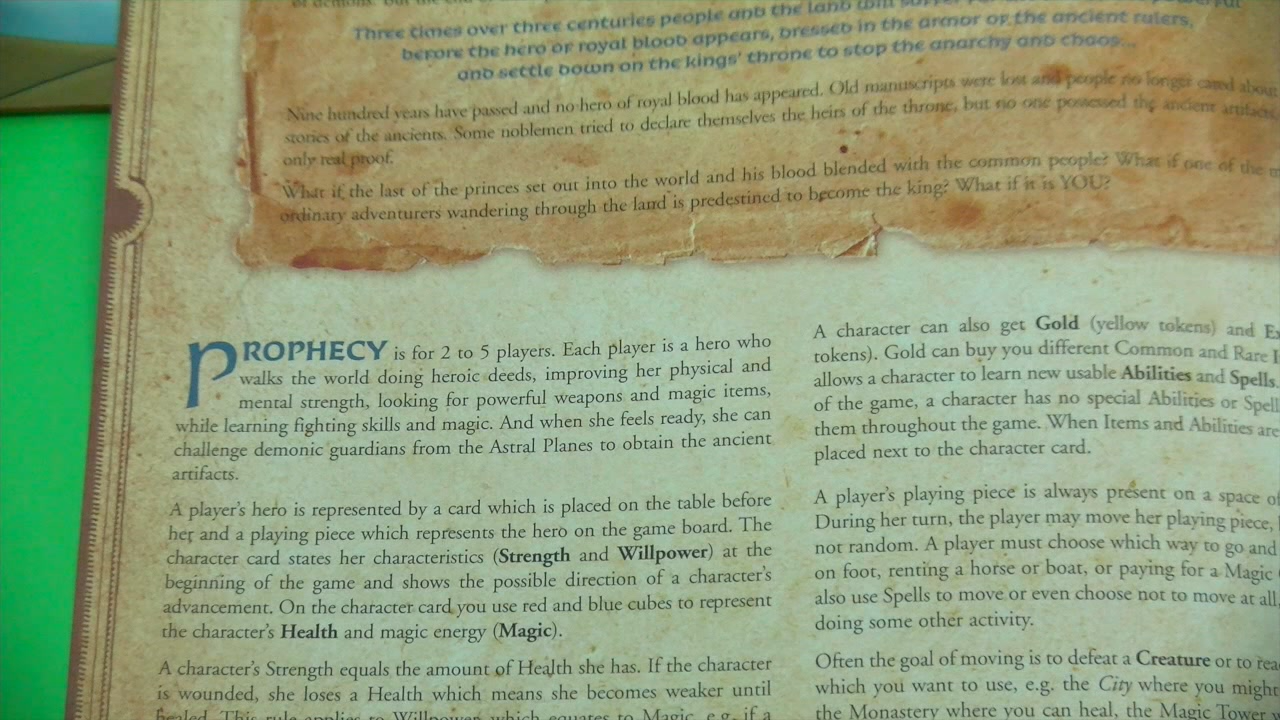 Three times over three centuries people and the land will suffer
before the hero of royal blood appears, dressed in the armor of the ancient rulers,
and settle down on the kings' throne to stop the anarchy and chaos...
Nine hundred years have passed and no hero of royal blood has appeared. Old manuscripts were lost and people no longer cared about
stories of the ancients. Some noblemen tried to declare themselves the heirs of the throne, but no one possessed the ancient artifacts,
only real proof.
What if the last of the princes set out into the world and his blood blended with the common people? What if one of the
ordinary adventurers wandering through the land is predestined to become the king? What if it is YOU?
PROPHECY is for 2 to 5 players. Each player is a hero who
walks the world doing heroic deeds, improving her physical and
mental strength, looking for powerful weapons and magic items,
while learning fighting skills and magic. And when she feels ready, she can
challenge demonic guardians from the Astral Planes to obtain the ancient
artifacts.
A player's hero is represented by a card which is placed on the table before
her and a playing piece which represents the hero on the game board. The
character card states her characteristics (Strength and Willpower) at the
beginning of the game and shows the possible direction of a character's
advancement. On the character card you use red and blue cubes to represent
the character's Health and magic energy (Magic).
A character's Strength equals the amount of Health she has. If the character
is wounded, she loses a Health which means she becomes weaker until
healed. This rule applies to Willpower which equates to Magic, e.g. if a
A character can also get Gold (yellow tokens) and
tokens). Gold can buy you different Common and Rare
allows a character to learn new usable Abilities and Spells.
of the game, a character has no special Abilities or Spell
them throughout the game. When Items and Abilities are
placed next to the character card.
A player's playing piece is always present on a space of
During her turn, the player may move her playing piece,
not random. A player must choose which way to go and
on foot, renting a horse or boat, or paying for a Magic
also use Spells to move or even choose not to move at all,
doing some other activity.
Often the goal of moving is to defeat a Creature or to
which you want to use, e.g. the City where you might
the Monastery where you can heal, the Magic Tower